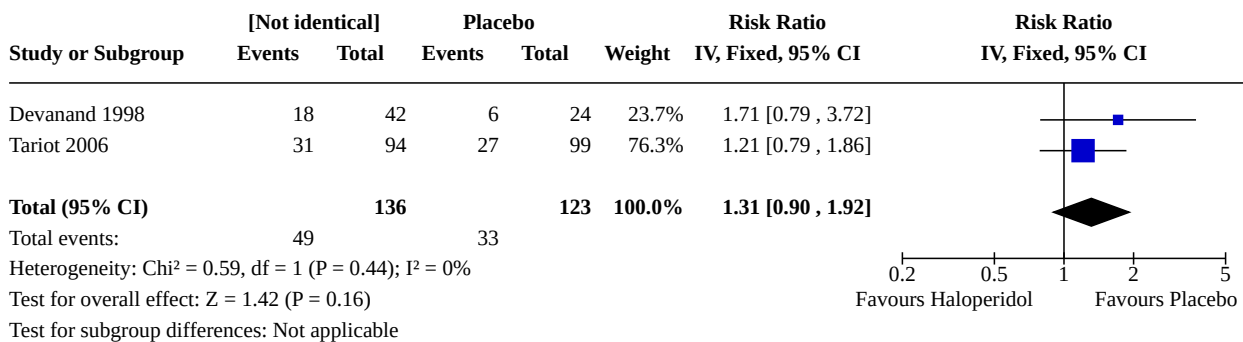 [Not identical] Placebo Risk Ratio Risk Ratio
Study or Subgroup Events Total Events Total Weight IV, Fixed, 95% CI IV, Fixed, 95% CI
Devanand 1998 18 42 6 24 23.7% 1.71 [0.79 , 3.72]
Tariot 2006 31 94 27 99 76.3% 1.21 [0.79 , 1.86]
Total (95% CI) 136 123 100.0% 1.31 [0.90 , 1.92]
Total events: 49 33
Heterogeneity: Chi² = 0.59, df = 1 (P = 0.44); I² = 0%
0.2 0.5 1 2 5
Test for overall effect: Z = 1.42 (P = 0.16)
Favours Haloperidol Favours Placebo
Test for subgroup differences: Not applicable